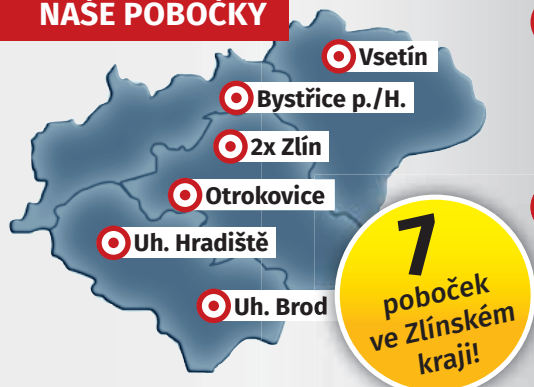 NAŠE POBOČKY
Vsetín
Bystřice p./H.
2x Zlín
Otrokovice
Uh. Hradiště
Uh. Brod
7
poboček
ve Zlínském
kraji!